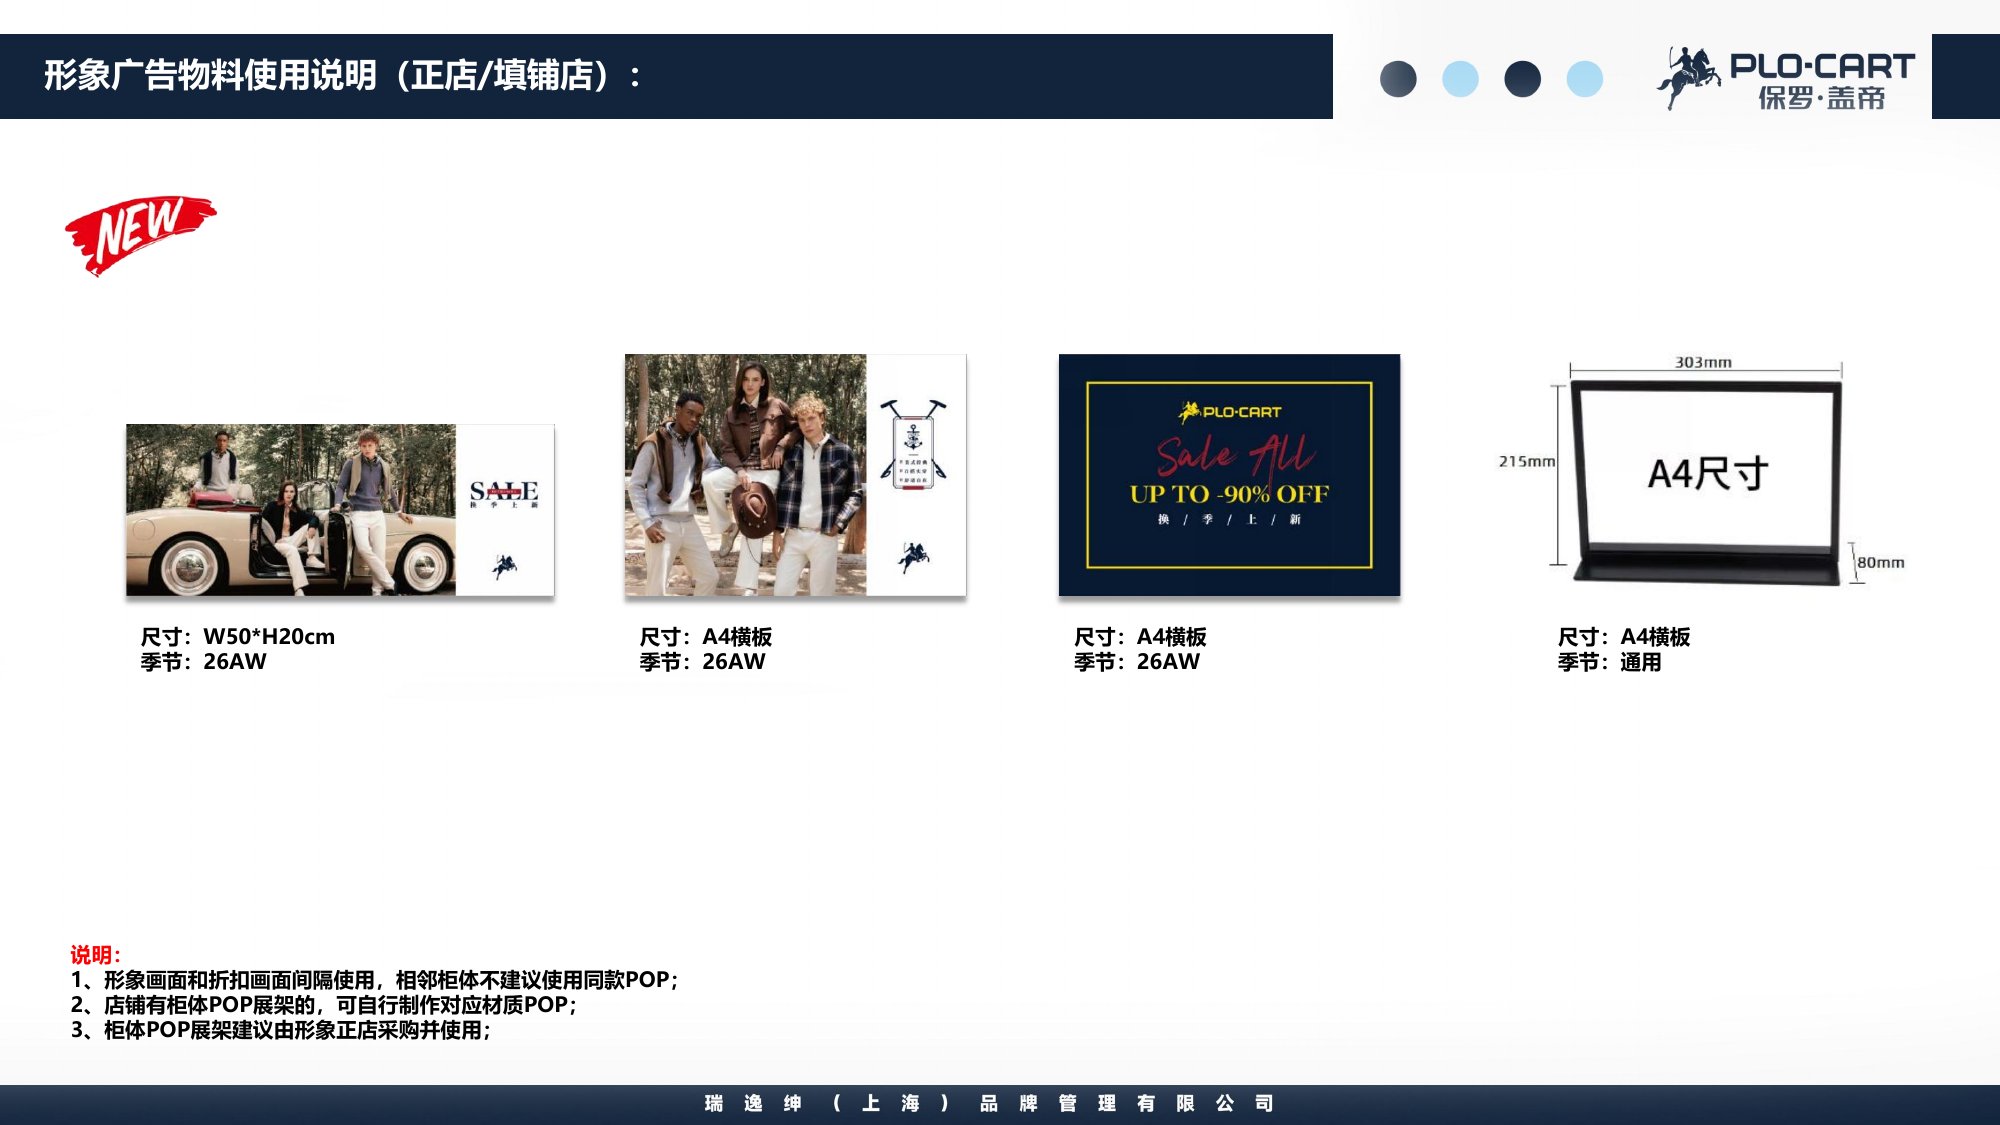 形象广告物料使用说明（正店/填铺店）:
PLO·CART
保罗·盖帝
NEW
SALE
换 季 上 新
PLO·CART
Sale All
UP TO -90% OFF
换 / 季 / 上 / 新
303mm
215mm
A4尺寸
80mm
尺寸：W50*H20cm
季节：26AW
尺寸：A4横板
季节：26AW
尺寸：A4横板
季节：26AW
尺寸：A4横板
季节：通用
说明：
1、形象画面和折扣画面间隔使用，相邻柜体不建议使用同款POP；
2、店铺有柜体POP展架的，可自行制作对应材质POP；
3、柜体POP展架建议由形象正店采购并使用；
瑞逸绅（上海）品牌管理有限公司